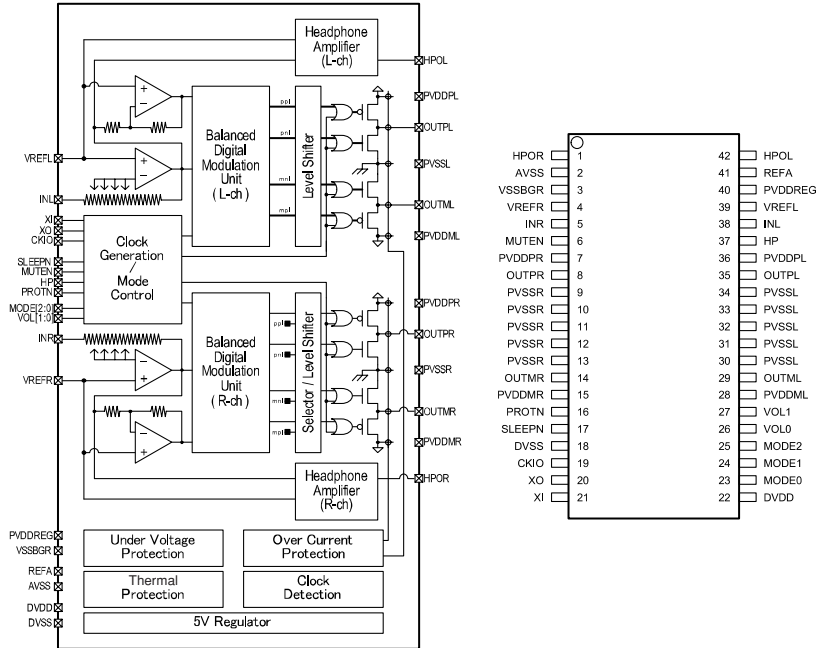 Headphone
Amplifier
(L-ch)
HPOL
PVDDPL
ppl
OUTPL
Balanced
Digital
Modulation
Unit
( L-ch )
pnl
Level Shifter
VREFL
PVSSL
INL
mnl
OUTML
mpl
XI
XO
CKIO
PVDDML
Clock
Generation
/
Mode
Control
SLEEPN
MUTEN
HP
PROTN
MODE[2:0]
VOL[1:0]
PVDDPR
INR
ppl
OUTPR
Balanced
Digital
Modulation
Unit
( R-ch )
pnl
Selector / Level Shifter
VREFR
PVSSR
mnl
OUTMR
mpl
PVDDMR
Headphone
Amplifier
(R-ch)
HPOR
PVDDREG
VSSBGR
REFA
AVSS
DVDD
DVSS
Under Voltage
Protection
Over Current
Protection
Thermal
Protection
Clock
Detection
5V Regulator
HPOR 1 42 HPOL
AVSS 2 41 REFA
VSSBGR 3 40 PVDDREG
VREFR 4 39 VREFL
INR 5 38 INL
MUTEN 6 37 HP
PVDDPR 7 36 PVDDPL
OUTPR 8 35 OUTPL
PVSSR 9 34 PVSSL
PVSSR 10 33 PVSSL
PVSSR 11 32 PVSSL
PVSSR 12 31 PVSSL
PVSSR 13 30 PVSSL
OUTMR 14 29 OUTML
PVDDMR 15 28 PVDDML
PROTN 16 27 VOL1
SLEEPN 17 26 VOL0
DVSS 18 25 MODE2
CKIO 19 24 MODE1
XO 20 23 MODE0
XI 21 22 DVDD